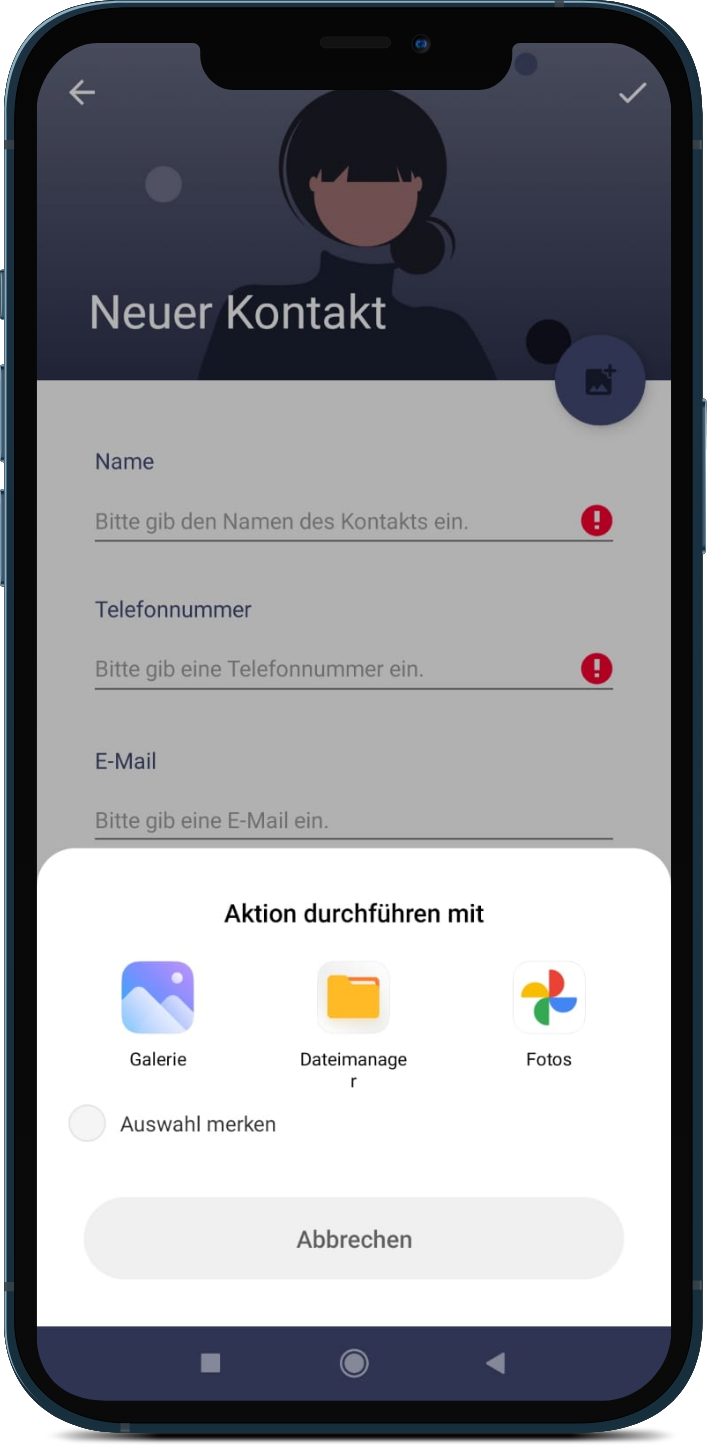 Neuer Kontakt
Name
Bitte gib den Namen des Kontakts ein.
Telefonnummer
Bitte gib eine Telefonnummer ein.
E-Mail
Bitte gib eine E-Mail ein.
Aktion durchführen mit
Galerie
Dateimanage
r
Fotos
Auswahl merken
Abbrechen